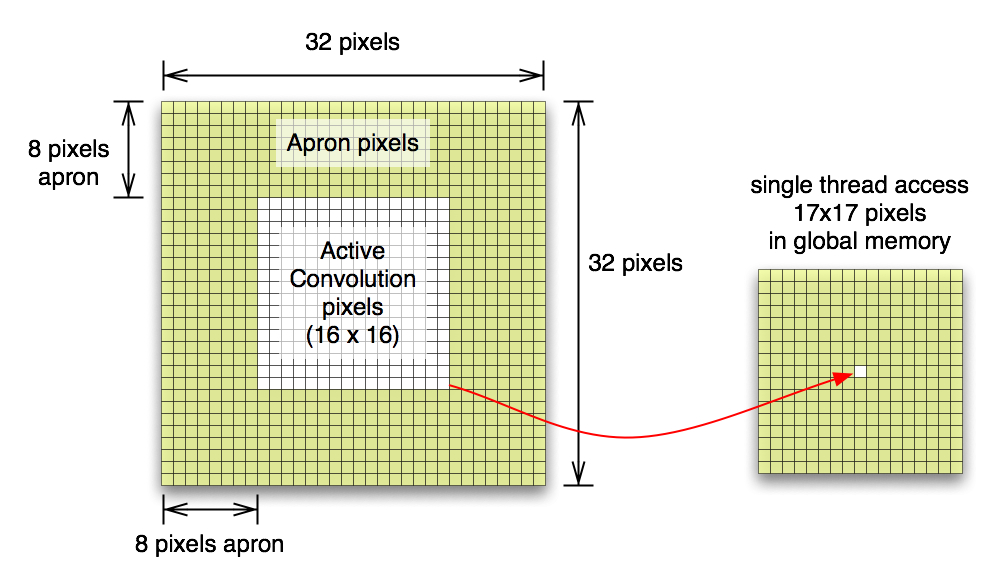 32 pixels
8 pixels
apron
Apron pixels
Active
Convolution
pixels
(16 x 16)
32 pixels
single thread access
17x17 pixels
in global memory
8 pixels apron